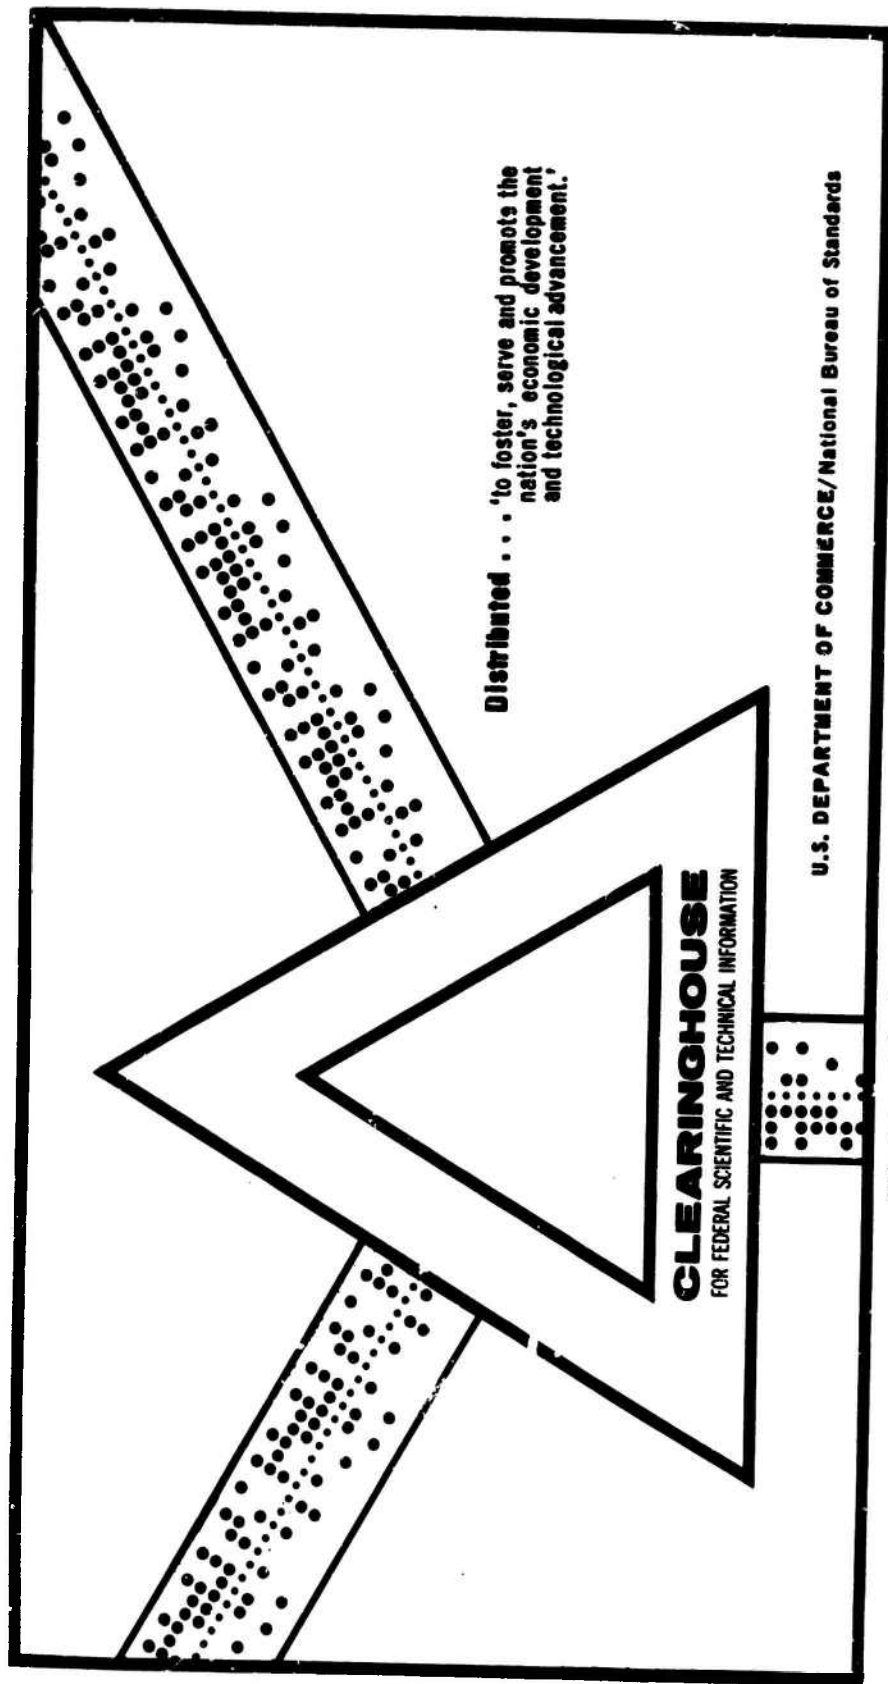 Distributed . . . 'to foster, serve and promote the
nation's economic development
and technological advancement.'
CLEARINGHOUSE
FOR FEDERAL SCIENTIFIC AND TECHNICAL INFORMATION
U.S. DEPARTMENT OF COMMERCE/National Bureau of Standards